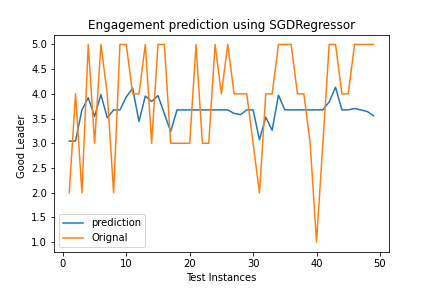 Engagement prediction using SGDRegressor
Good Leader
5.0
4.5
4.0
3.5
3.0
2.5
2.0
1.5
1.0
prediction
Orignal
0 10 20 30 40 50
Test Instances